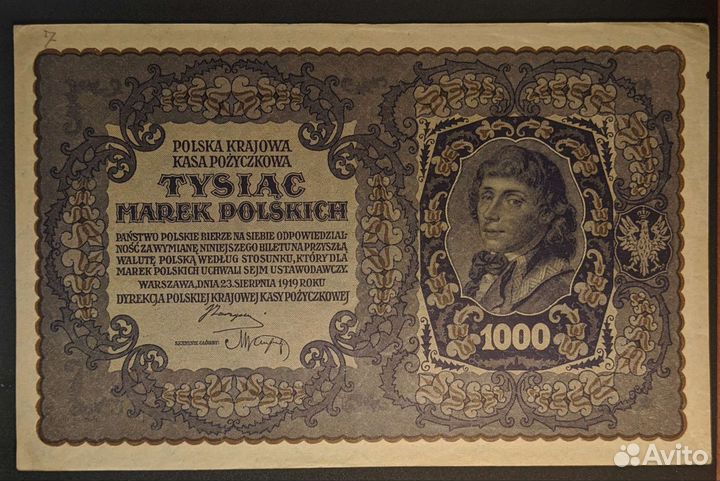 POLSKA KRAJOWA
KASA POŻYCZKOWA
TYSIĄC
MAREK POLSKICH
PAŃSTWO POLSKIE BIERZE NA SIEBIE ODPOWIEDZIAL-
NOŚĆ ZA WYMIANĘ NINIEJSZEGO BILETU NA PRZYSZŁĄ
WALUTĘ POLSKĄ WEDŁUG STOSUNKU, KTÓRY DLA
MAREK POLSKICH UCHWALI SEJM USTAWODAWCZY.
WARSZAWA, DNIA 23. SIERPNIA 1919 ROKU
DYREKCJA POLSKIEJ KRAJOWEJ KASY POŻYCZKOWEJ
SKARBNIK GŁÓWNY:
1000
Avito